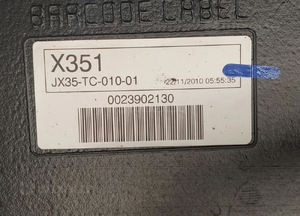 BARCODE LABEL
X351
JX35-TC-010-01
22/11/2010 05:55:35
0023902130